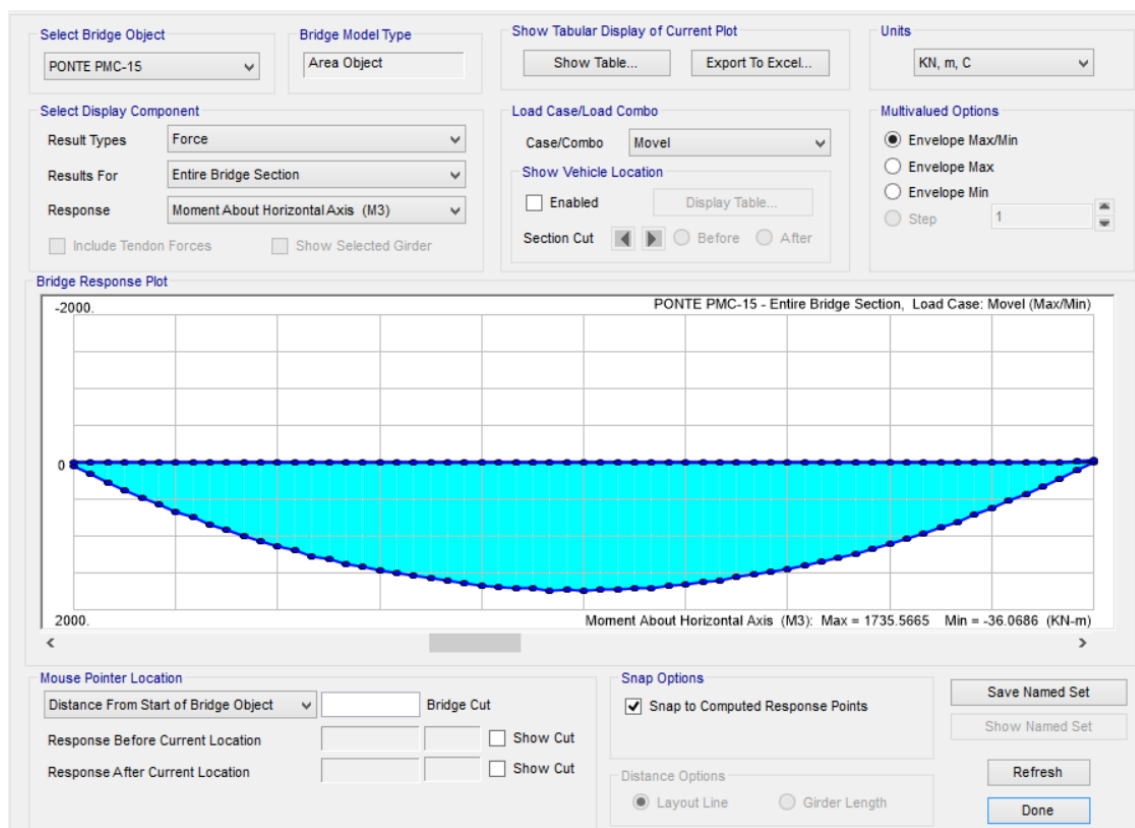 Select Bridge Object
PONTE PMC-15
Bridge Model Type
Area Object
Show Tabular Display of Current Plot
Show Table...
Export To Excel...
Units
KN, m, C
Select Display Component
Result Types
Force
Results For
Entire Bridge Section
Response
Moment About Horizontal Axis (M3)
Include Tendon Forces
Show Selected Girder
Load Case/Load Combo
Case/Combo
Movel
Show Vehicle Location
Enabled
Display Table...
Section Cut
Before
After
Multivalued Options
Envelope Max/Min
Envelope Max
Envelope Min
Step
1
Bridge Response Plot
-2000.
PONTE PMC-15 - Entire Bridge Section, Load Case: Movel (Max/Min)
0
2000.
Moment About Horizontal Axis (M3): Max = 1735.5665 Min = -36.0686 (KN-m)
Mouse Pointer Location
Distance From Start of Bridge Object
Bridge Cut
Response Before Current Location
Show Cut
Response After Current Location
Show Cut
Snap Options
Snap to Computed Response Points
Distance Options
Layout Line
Girder Length
Save Named Set
Show Named Set
Refresh
Done